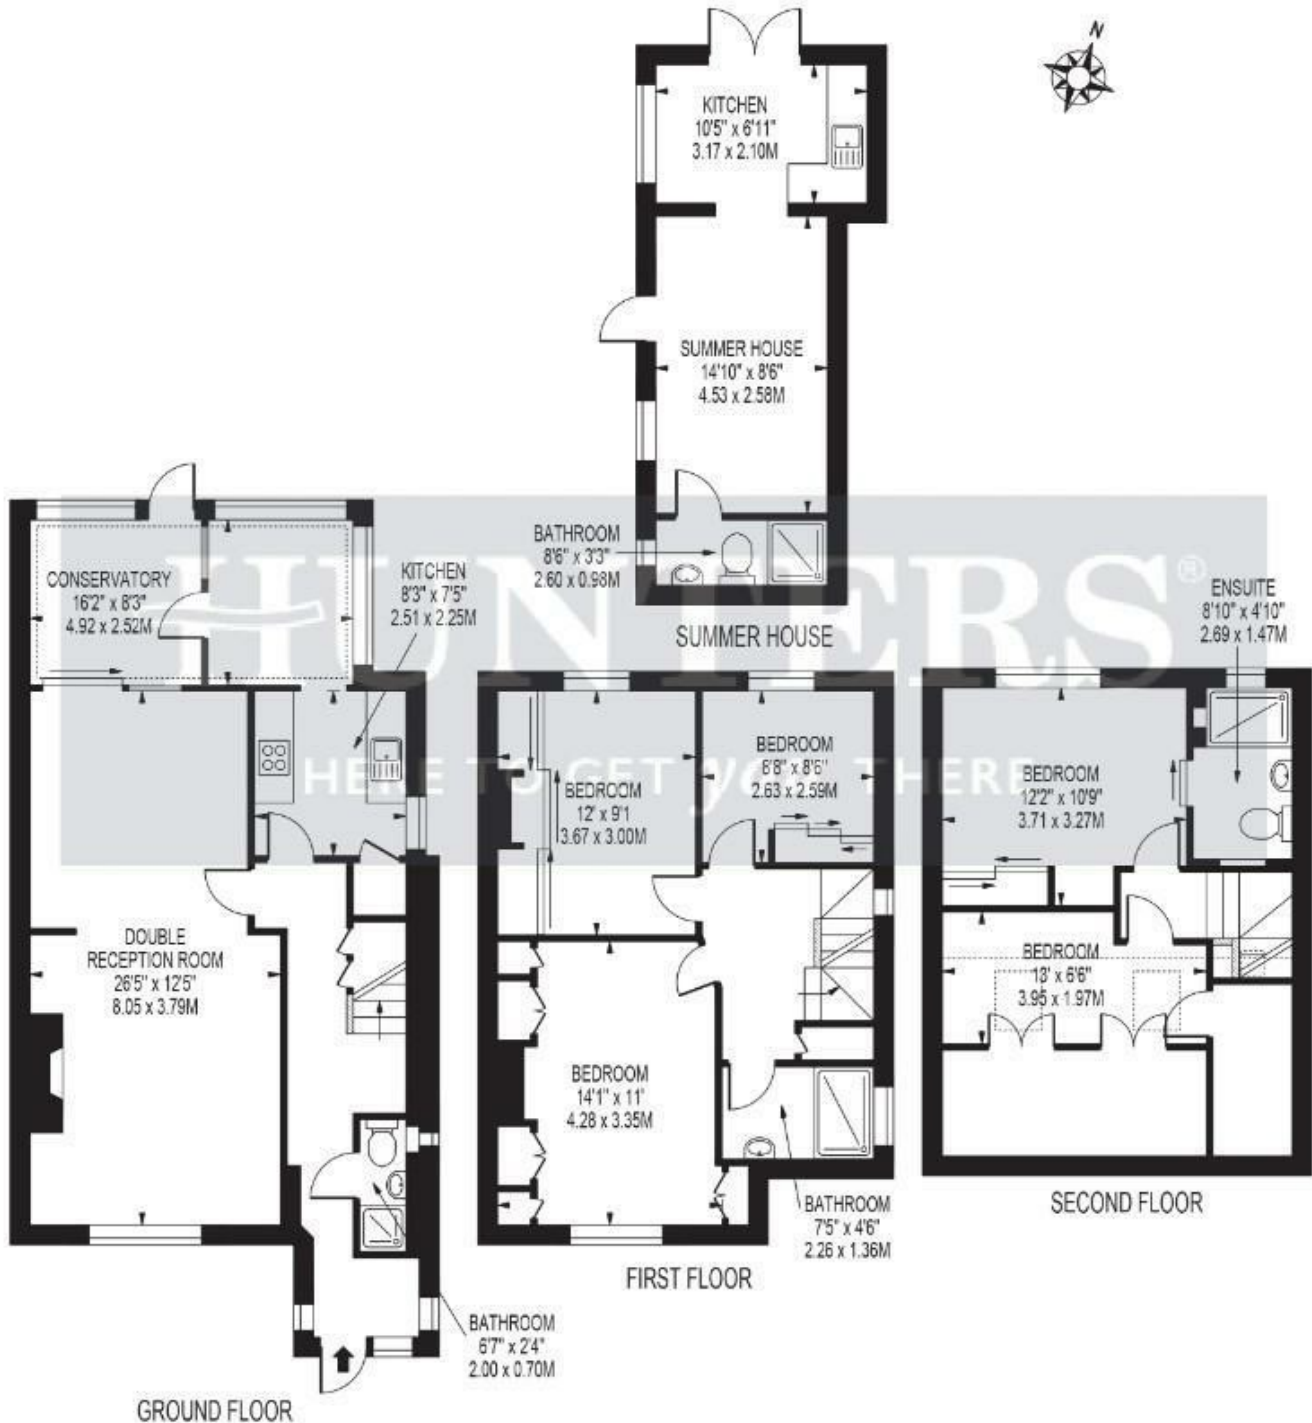 N
KITCHEN
10'5" x 6'11"
3.17 x 2.10M
SUMMER HOUSE
14'10" x 8'6"
4.53 x 2.58M
BATHROOM
8'6" x 3'3"
2.60 x 0.98M
SUMMER HOUSE
CONSERVATORY
16'2" x 8'3"
4.92 x 2.52M
KITCHEN
8'3" x 7'5"
2.51 x 2.25M
HUNTERS®
HERE TO GET you THERE
DOUBLE
RECEPTION ROOM
26'5" x 12'5"
8.05 x 3.79M
BATHROOM
6'7" x 2'4"
2.00 x 0.70M
GROUND FLOOR
BEDROOM
12' x 9'1
3.67 x 3.00M
BEDROOM
8'8" x 8'6"
2.63 x 2.59M
BEDROOM
14'1" x 11'
4.28 x 3.35M
BATHROOM
7'5" x 4'6"
2.26 x 1.36M
FIRST FLOOR
ENSUITE
8'10" x 4'10"
2.69 x 1.47M
BEDROOM
12'2" x 10'9"
3.71 x 3.27M
BEDROOM
13' x 6'6"
3.95 x 1.97M
SECOND FLOOR